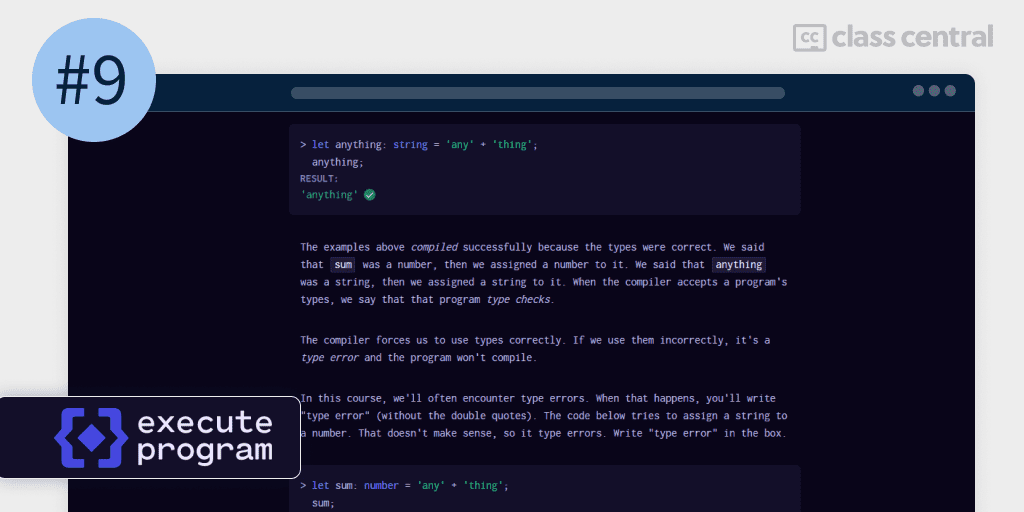 #9
cc class central
> let anything: string = 'any' + 'thing';
anything;
RESULT:
'anything'
The examples above compiled successfully because the types were correct. We said
that sum was a number, then we assigned a number to it. We said that anything
was a string, then we assigned a string to it. When the compiler accepts a program's
types, we say that that program type checks.
The compiler forces us to use types correctly. If we use them incorrectly, it's a
type error and the program won't compile.
In this course, we'll often encounter type errors. When that happens, you'll write
"type error" (without the double quotes). The code below tries to assign a string to
a number. That doesn't make sense, so it type errors. Write "type error" in the box.
execute
program
> let sum: number = 'any' + 'thing';
sum;